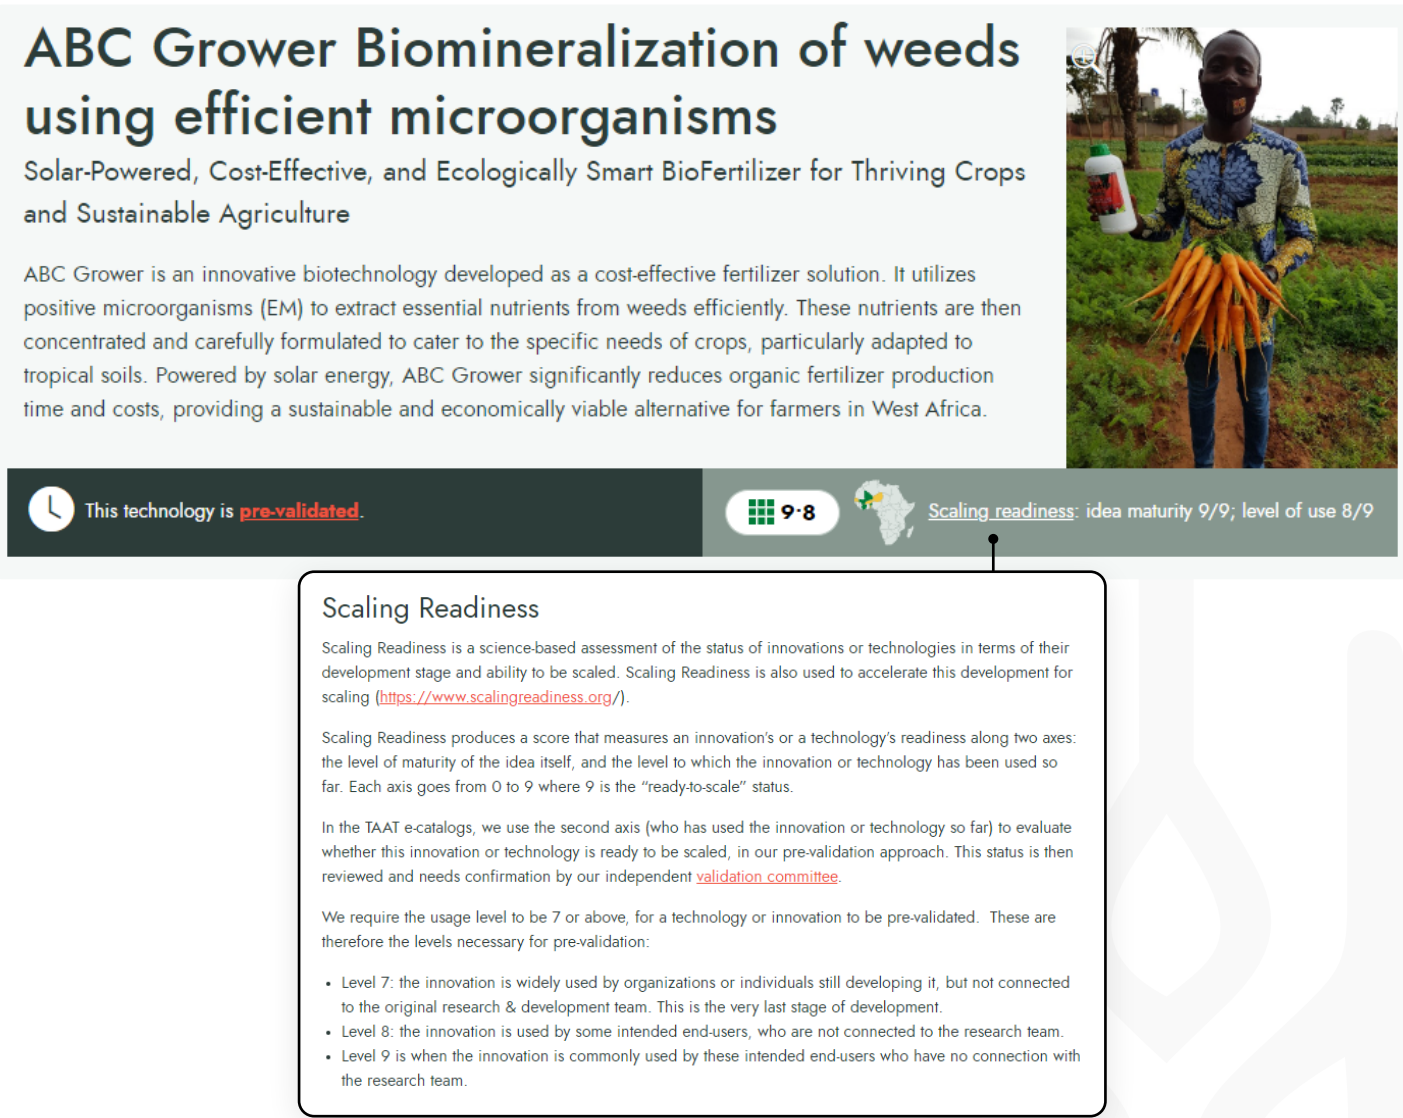 ABC Grower Biomineralization of weeds
using efficient microorganisms
Solar-Powered, Cost-Effective, and Ecologically Smart BioFertilizer for Thriving Crops
and Sustainable Agriculture
ABC Grower is an innovative biotechnology developed as a cost-effective fertilizer solution. It utilizes
positive microorganisms (EM) to extract essential nutrients from weeds efficiently. These nutrients are then
concentrated and carefully formulated to cater to the specific needs of crops, particularly adapted to
tropical soils. Powered by solar energy, ABC Grower significantly reduces organic fertilizer production
time and costs, providing a sustainable and economically viable alternative for farmers in West Africa.
This technology is pre-validated.
9·8
Scaling readiness: idea maturity 9/9; level of use 8/9
Scaling Readiness
Scaling Readiness is a science-based assessment of the status of innovations or technologies in terms of their
development stage and ability to be scaled. Scaling Readiness is also used to accelerate this development for
scaling (https://www.scalingreadiness.org/).
Scaling Readiness produces a score that measures an innovation's or a technology's readiness along two axes:
the level of maturity of the idea itself, and the level to which the innovation or technology has been used so
far. Each axis goes from 0 to 9 where 9 is the “ready-to-scale” status.
In the TAAT e-catalogs, we use the second axis (who has used the innovation or technology so far) to evaluate
whether this innovation or technology is ready to be scaled, in our pre-validation approach. This status is then
reviewed and needs confirmation by our independent validation committee.
We require the usage level to be 7 or above, for a technology or innovation to be pre-validated. These are
therefore the levels necessary for pre-validation:
• Level 7: the innovation is widely used by organizations or individuals still developing it, but not connected
to the original research & development team. This is the very last stage of development.
• Level 8: the innovation is used by some intended end-users, who are not connected to the research team.
• Level 9 is when the innovation is commonly used by these intended end-users who have no connection with
the research team.